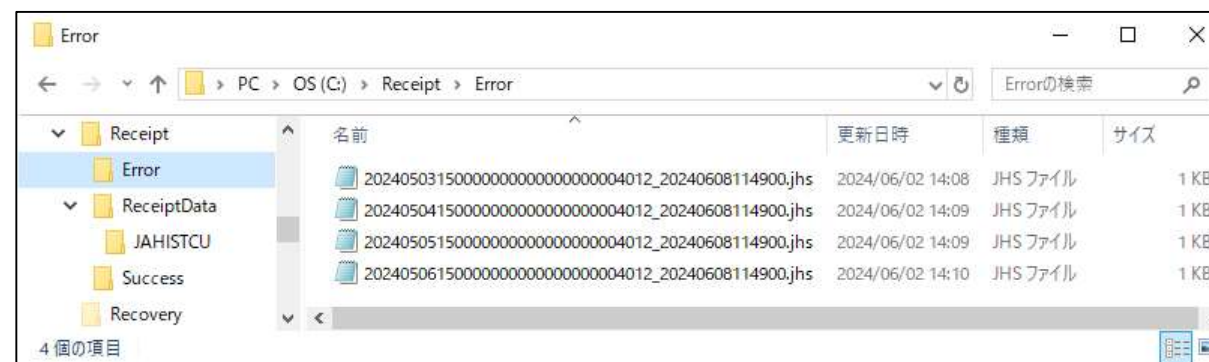 Error
PC > OS (C:) > Receipt > Error
Errorの検索
Receipt
Error
ReceiptData
JAHISTCU
Success
Recovery
名前 更新日時 種類 サイズ
20240503150000000000000000004012_20240608114900.jhs 2024/06/02 14:08 JHS ファイル 1 KB
20240504150000000000000000004012_20240608114900.jhs 2024/06/02 14:09 JHS ファイル 1 KB
20240505150000000000000000004012_20240608114900.jhs 2024/06/02 14:09 JHS ファイル 1 KB
20240506150000000000000000004012_20240608114900.jhs 2024/06/02 14:10 JHS ファイル 1 KB
4 個の項目